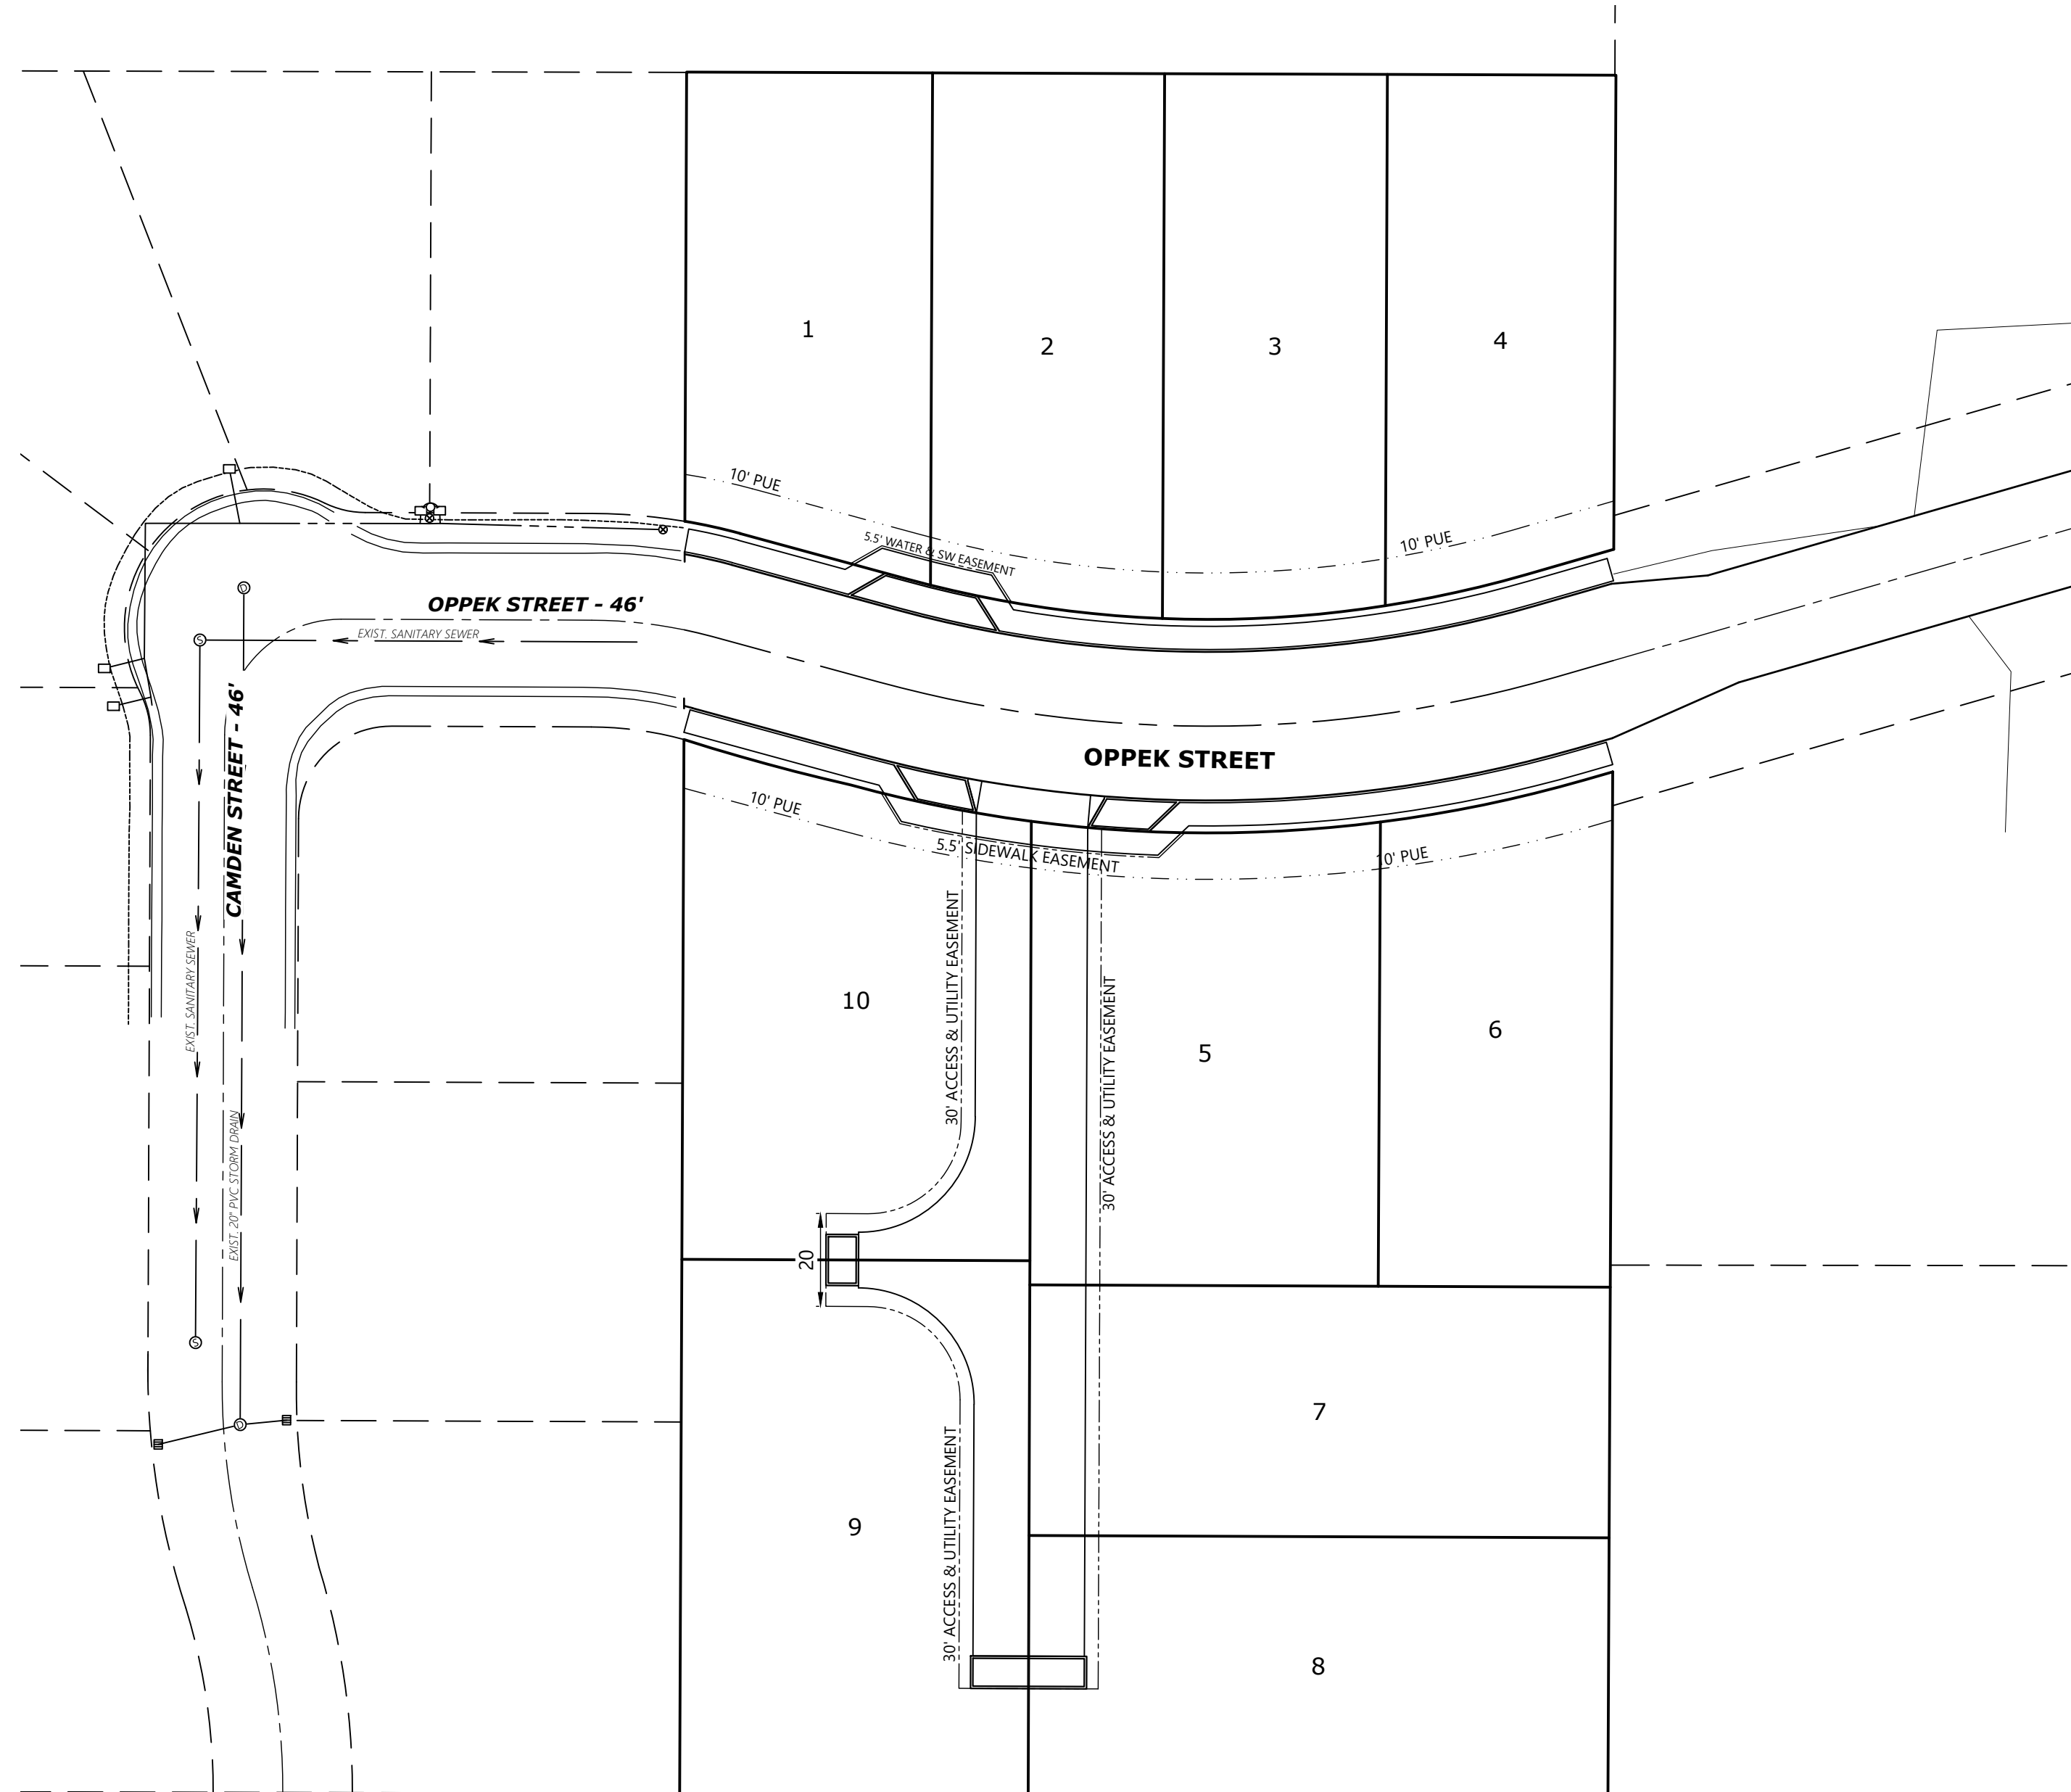 1
2
3
4
10' PUE
5.5' WATER & SW EASEMENT
10' PUE
OPPEK STREET - 46'
EXIST. SANITARY SEWER
D
S
CAMDEN STREET - 46'
OPPEK STREET
10' PUE
5.5' SIDEWALK EASEMENT
10' PUE
30' ACCESS & UTILITY EASEMENT
30' ACCESS & UTILITY EASEMENT
EXIST. SANITARY SEWER
10
5
6
EXIST. 20" PVC STORM DRAIN
20
S
D
7
9
30' ACCESS & UTILITY EASEMENT
8